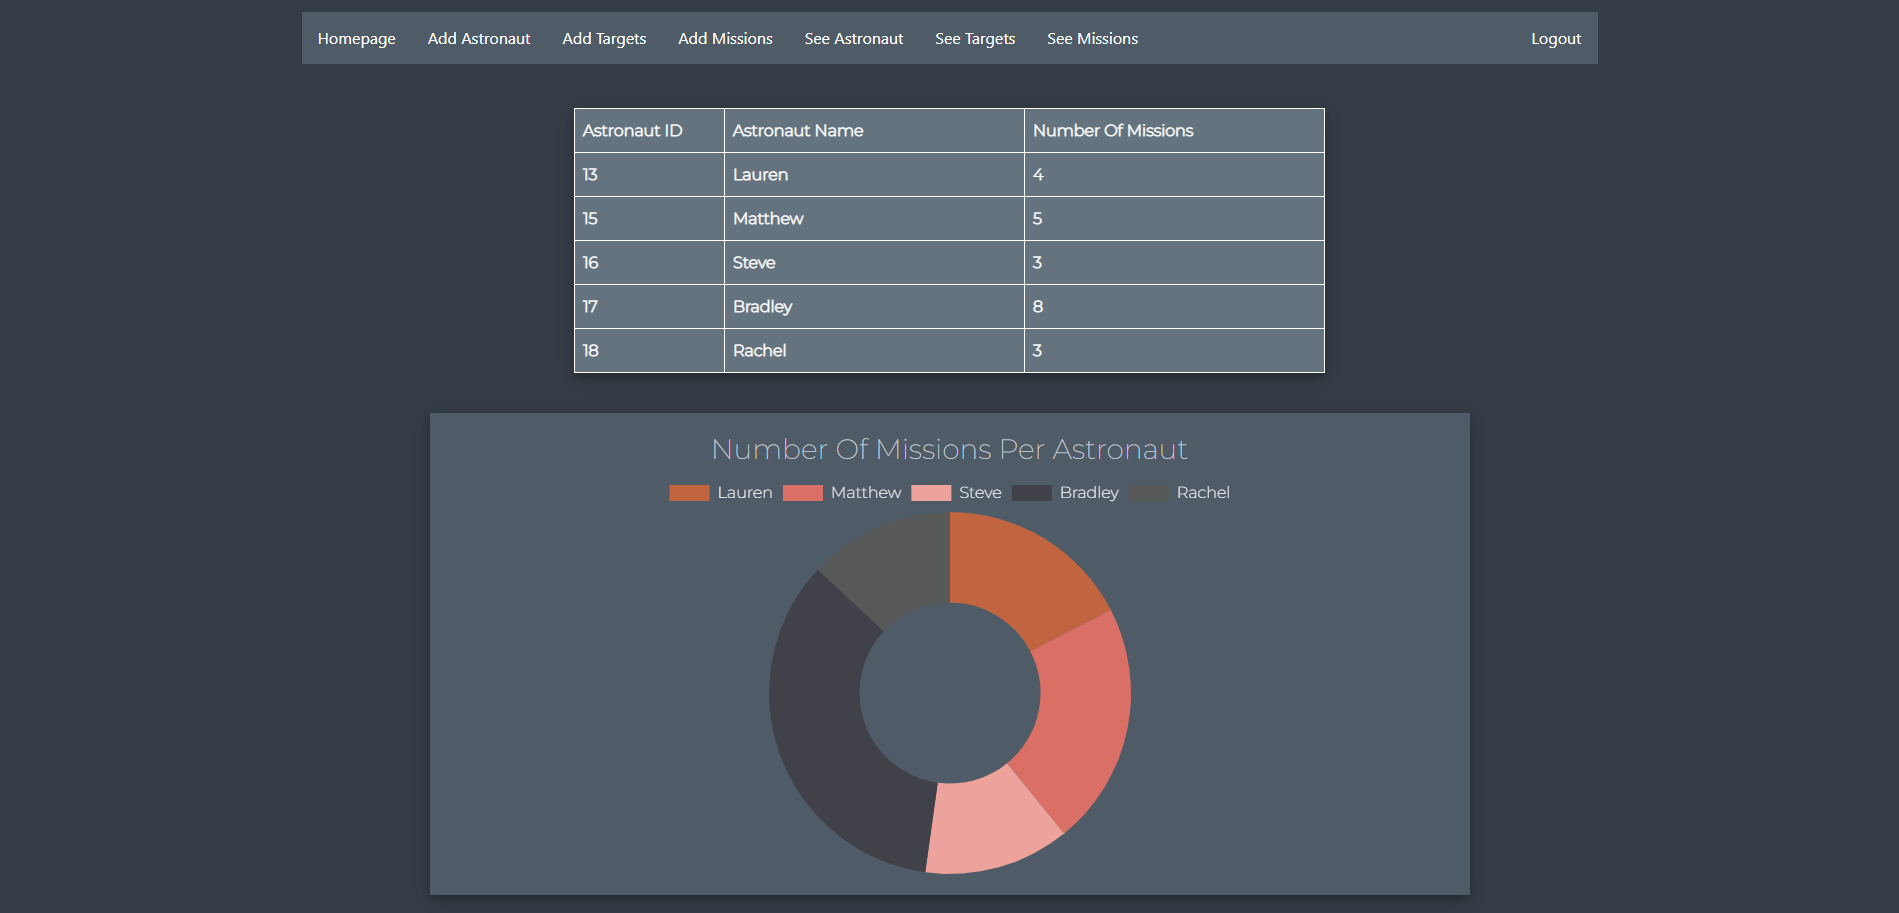 Homepage Add Astronaut Add Targets Add Missions See Astronaut See Targets See Missions Logout
Astronaut ID Astronaut Name Number Of Missions
13 Lauren 4
15 Matthew 5
16 Steve 3
17 Bradley 8
18 Rachel 3
Number Of Missions Per Astronaut
Lauren Matthew Steve Bradley Rachel